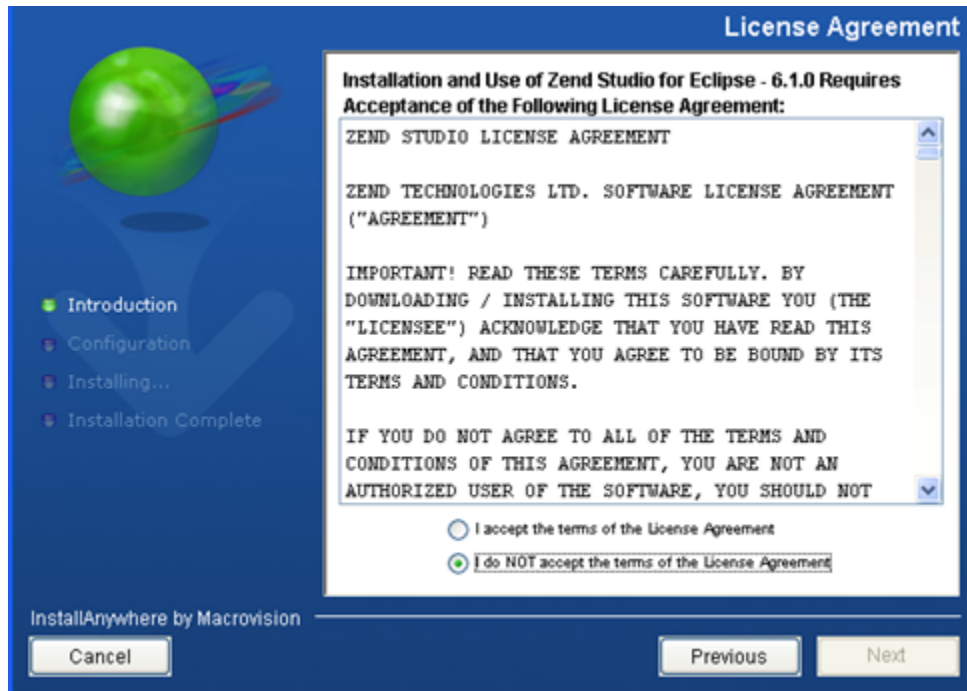 License Agreement
Installation and Use of Zend Studio for Eclipse - 6.1.0 Requires
Acceptance of the Following License Agreement:
ZEND STUDIO LICENSE AGREEMENT
ZEND TECHNOLOGIES LTD. SOFTWARE LICENSE AGREEMENT
("AGREEMENT")
IMPORTANT! READ THESE TERMS CAREFULLY. BY
DOWNLOADING / INSTALLING THIS SOFTWARE YOU (THE
"LICENSEE") ACKNOWLEDGE THAT YOU HAVE READ THIS
AGREEMENT, AND THAT YOU AGREE TO BE BOUND BY ITS
TERMS AND CONDITIONS.
IF YOU DO NOT AGREE TO ALL OF THE TERMS AND
CONDITIONS OF THIS AGREEMENT, YOU ARE NOT AN
AUTHORIZED USER OF THE SOFTWARE, YOU SHOULD NOT
I accept the terms of the License Agreement
I do NOT accept the terms of the License Agreement
Introduction
Configuration
Installing...
Installation Complete
InstallAnywhere by Macrovision
Cancel
Previous
Next